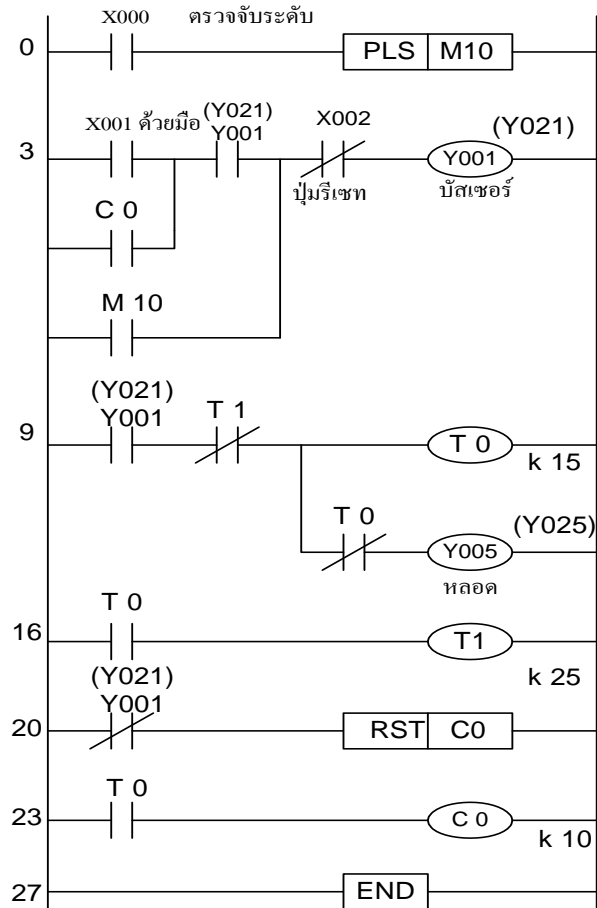 X000 ตรวจจับระดับ
0 PLS M10
X001 ด้วยมือ (Y021) Y001 X002 (Y021)
3 Y001
ปุ่มรีเซท บัสเซอร์
C 0
M 10
(Y021)
Y001 T 1
9 T 0
k 15
T 0 (Y025)
Y005
หลอด
T 0
16 T1
k 25
(Y021)
Y001
20 RST C0
T 0
23 C 0
k 10
27 END